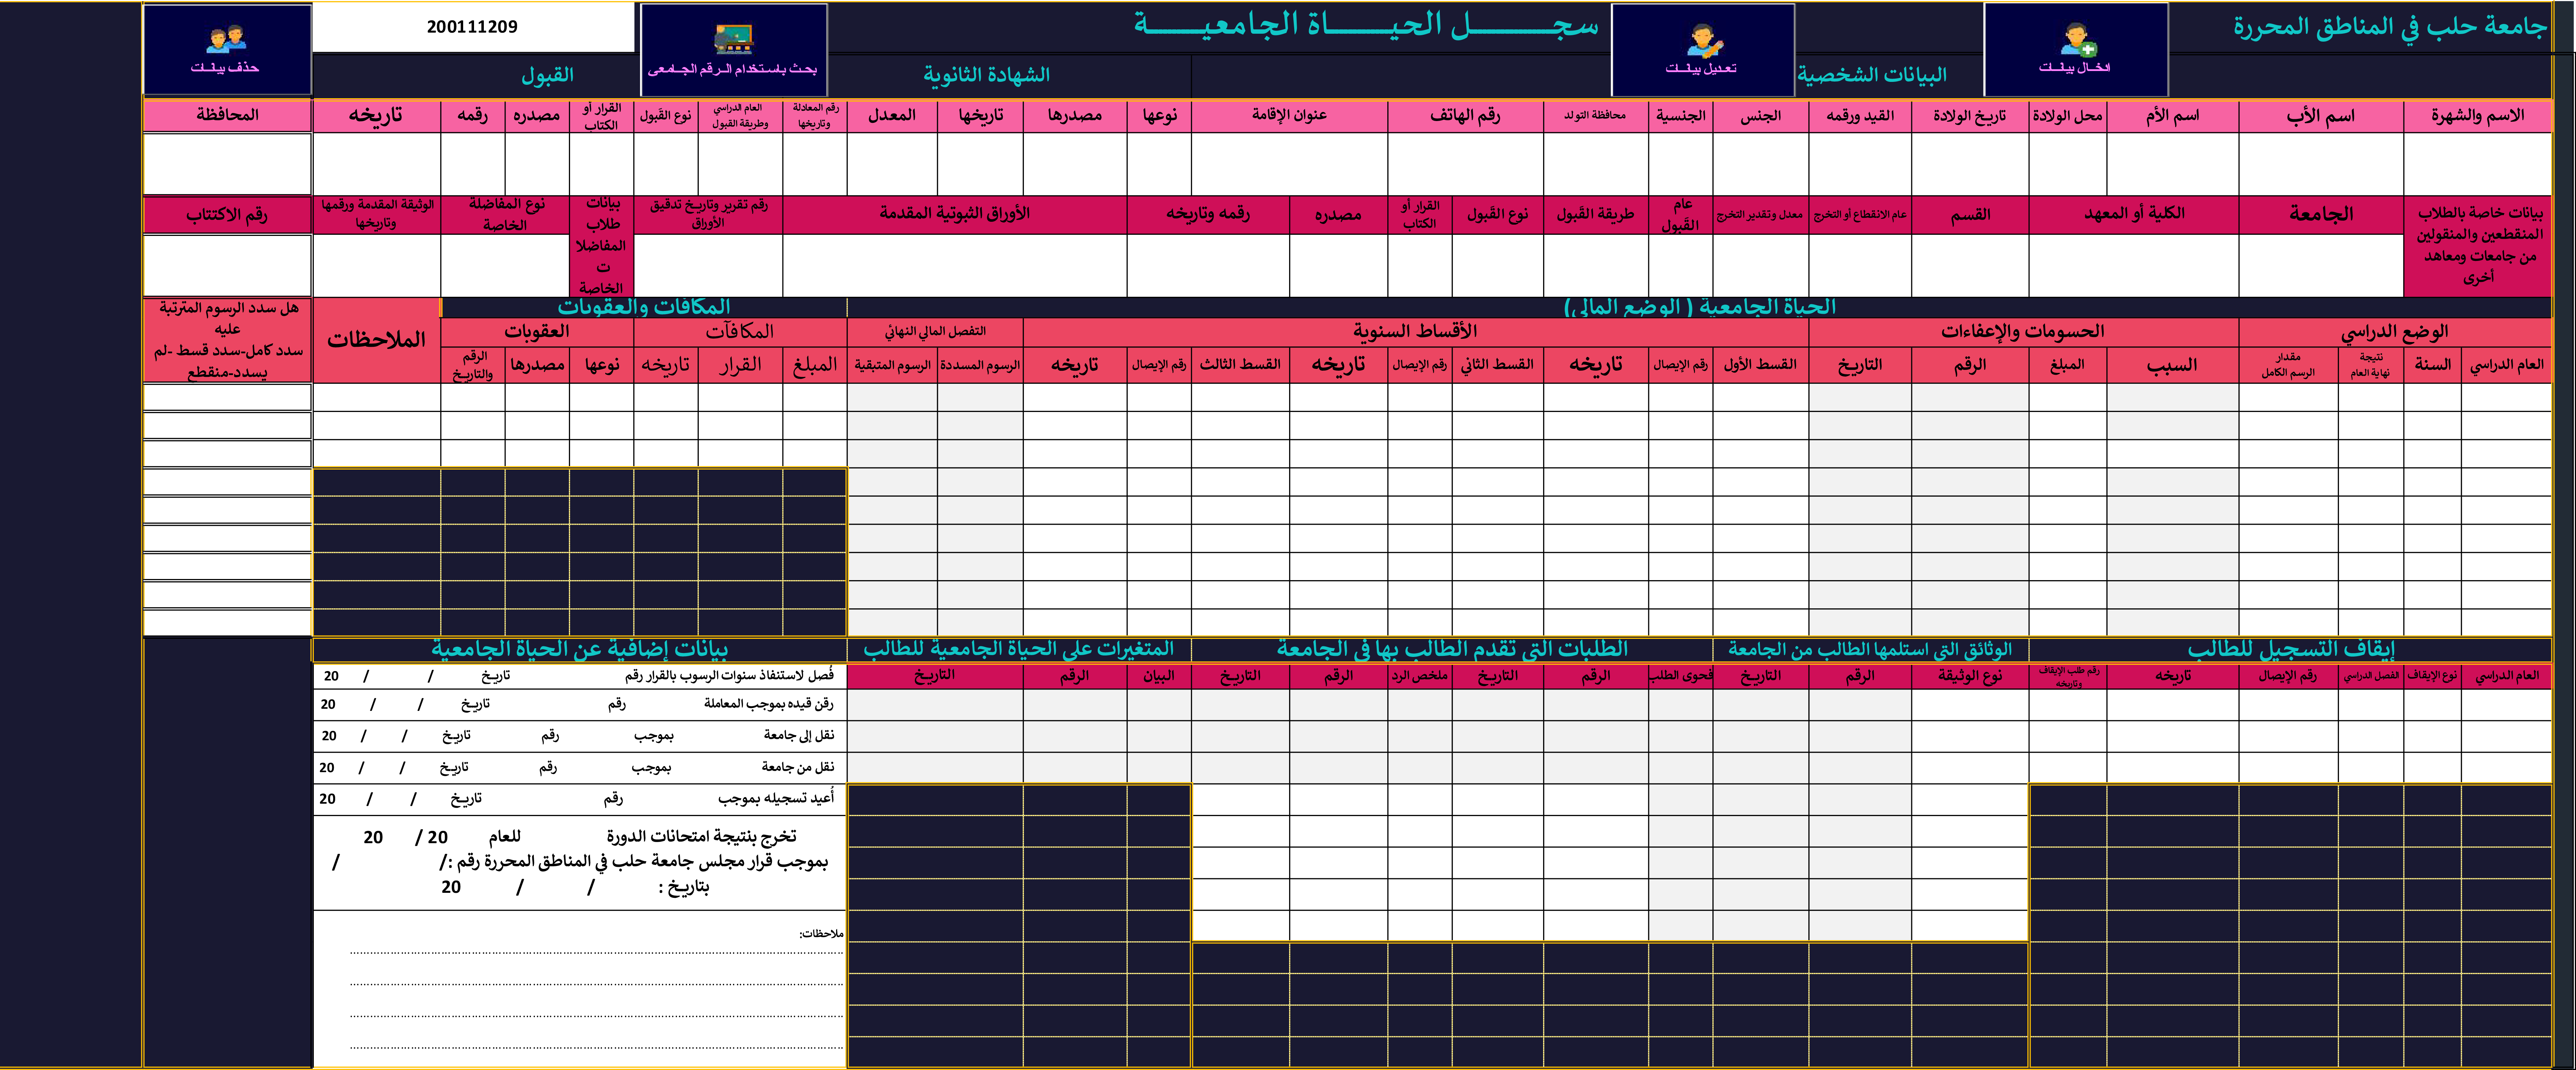 جامعة حلب في المناطق المحررة
ادخال بيانات
تعديل بيانات
سجـــــــل الحيـــــــاة الجامعيـــــــة
بحث باستخدام الرقم الجامعي
200111209
حذف بيانات
البيانات الشخصية
الشهادة الثانوية
القبول
الاسم والشهرة
اسم الأب
اسم الأم
محل الولادة
تاريخ الولادة
القيد ورقمه
الجنس
الجنسية
محافظة التولد
رقم الهاتف
عنوان الإقامة
نوعها
مصدرها
تاريخها
المعدل
رقم المعادلة
وتاريخها
العام الدراسي
وطريقة القبول
نوع القبول
القرار أو
الكتاب
مصدره
رقمه
تاريخه
المحافظة
بيانات خاصة بالطلاب
المنقطعين والمنقولين
من جامعات ومعاهد
أخرى
الجامعة
الكلية أو المعهد
القسم
عام الانقطاع أو التخرج
معدل وتقدير التخرج
عام
القبول
طريقة القبول
نوع القبول
القرار أو
الكتاب
مصدره
رقمه وتاريخه
الأوراق الثبوتية المقدمة
رقم تقرير وتاريخ تدقيق
الأوراق
بيانات
طلاب
المفاضلا
ت
الخاصة
نوع المفاضلة
الخاصة
الوثيقة المقدمة ورقمها
وتاريخها
رقم الاكتتاب
الحياة الجامعية ( الوضع المالي)
المكافات والعقوبات
هل سدد الرسوم المترتبة
عليه
سدد كامل-سدد قسط -لم
يسدد-منقطع
الوضع الدراسي
الحسومات والإعفاءات
الأقساط السنوية
التفصل المالي النهائي
المكافآت
العقوبات
الملاحظات
العام الدراسي
السنة
نتيجة
نهاية العام
مقدار
الرسم الكامل
السبب
المبلغ
الرقم
التاريخ
القسط الأول
رقم الإيصال
تاريخه
القسط الثاني
رقم الإيصال
تاريخه
القسط الثالث
رقم الإيصال
تاريخه
الرسوم المسددة
الرسوم المتبقية
المبلغ
القرار
تاريخه
نوعها
مصدرها
الرقم
والتاريخ
إيقاف التسجيل للطالب
الوثائق التي استلمها الطالب من الجامعة
الطلبات التي تقدم الطالب بها في الجامعة
المتغيرات على الحياة الجامعية للطالب
بيانات إضافية عن الحياة الجامعية
العام الدراسي
نوع الإيقاف
الفصل الدراسي
رقم الإيصال
تاريخه
رقم طلب الإيقاف
وتاريخه
نوع الوثيقة
الرقم
التاريخ
فحوى الطلب
الرقم
التاريخ
ملخص الرد
الرقم
التاريخ
البيان
الرقم
التاريخ
فُصل لاستنفاذ سنوات الرسوب بالقرار رقم تاريخ / / 20
رقن قيده بموجب المعاملة رقم تاريخ / / 20
نقل إلى جامعة بموجب رقم تاريخ / / 20
نقل من جامعة بموجب رقم تاريخ / / 20
أعيد تسجيله بموجب رقم تاريخ / / 20
تخرج بنتيجة امتحانات الدورة للعام 20 / 20
بموجب قرار مجلس جامعة حلب في المناطق المحررة رقم :/ /
بتاريخ : / / 20
ملاحظات: